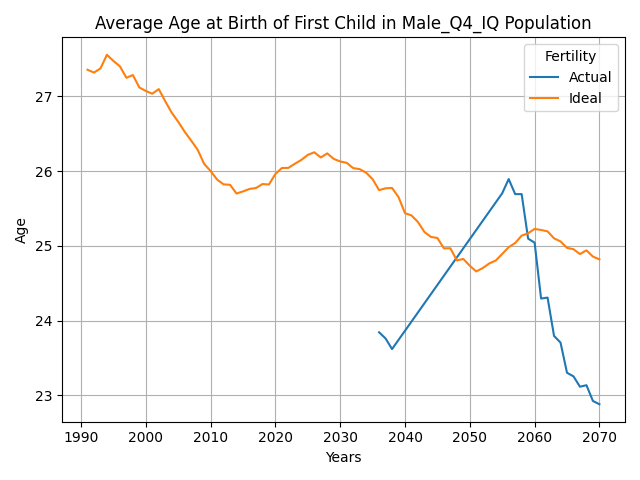 Average Age at Birth of First Child in Male_Q4_IQ Population
Fertility
Actual
Ideal
Age
27
26
25
24
23
1990 2000 2010 2020 2030 2040 2050 2060 2070
Years